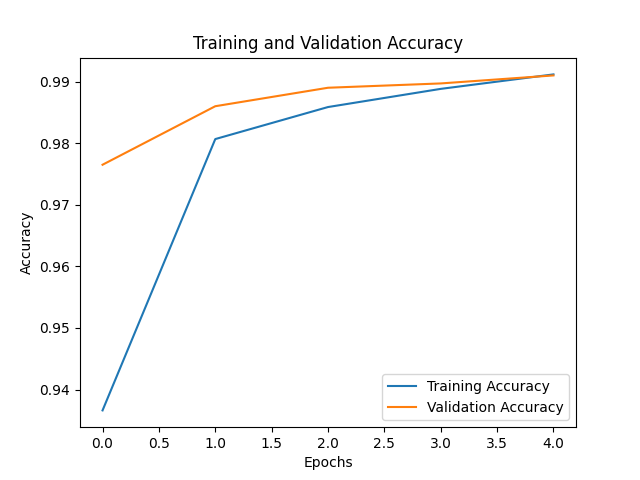 Training and Validation Accuracy
Accuracy
0.99
0.98
0.97
0.96
0.95
0.94
Training Accuracy
Validation Accuracy
0.0 0.5 1.0 1.5 2.0 2.5 3.0 3.5 4.0
Epochs